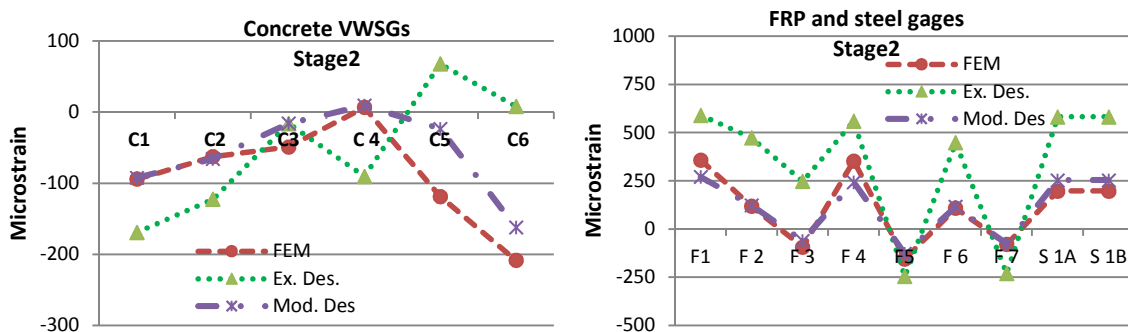 Concrete VWSGs
Stage2
Microstrain
100
0
-100
-200
-300
C1 C2 C3 C 4 C5 C6
FEM
Ex. Des.
Mod. Des
FRP and steel gages
Stage2
Microstrain
1000
750
500
250
0
-250
-500
FEM
Ex. Des.
Mod. Des
F1 F 2 F 3 F 4 F5 F 6 F 7 S 1A S 1B